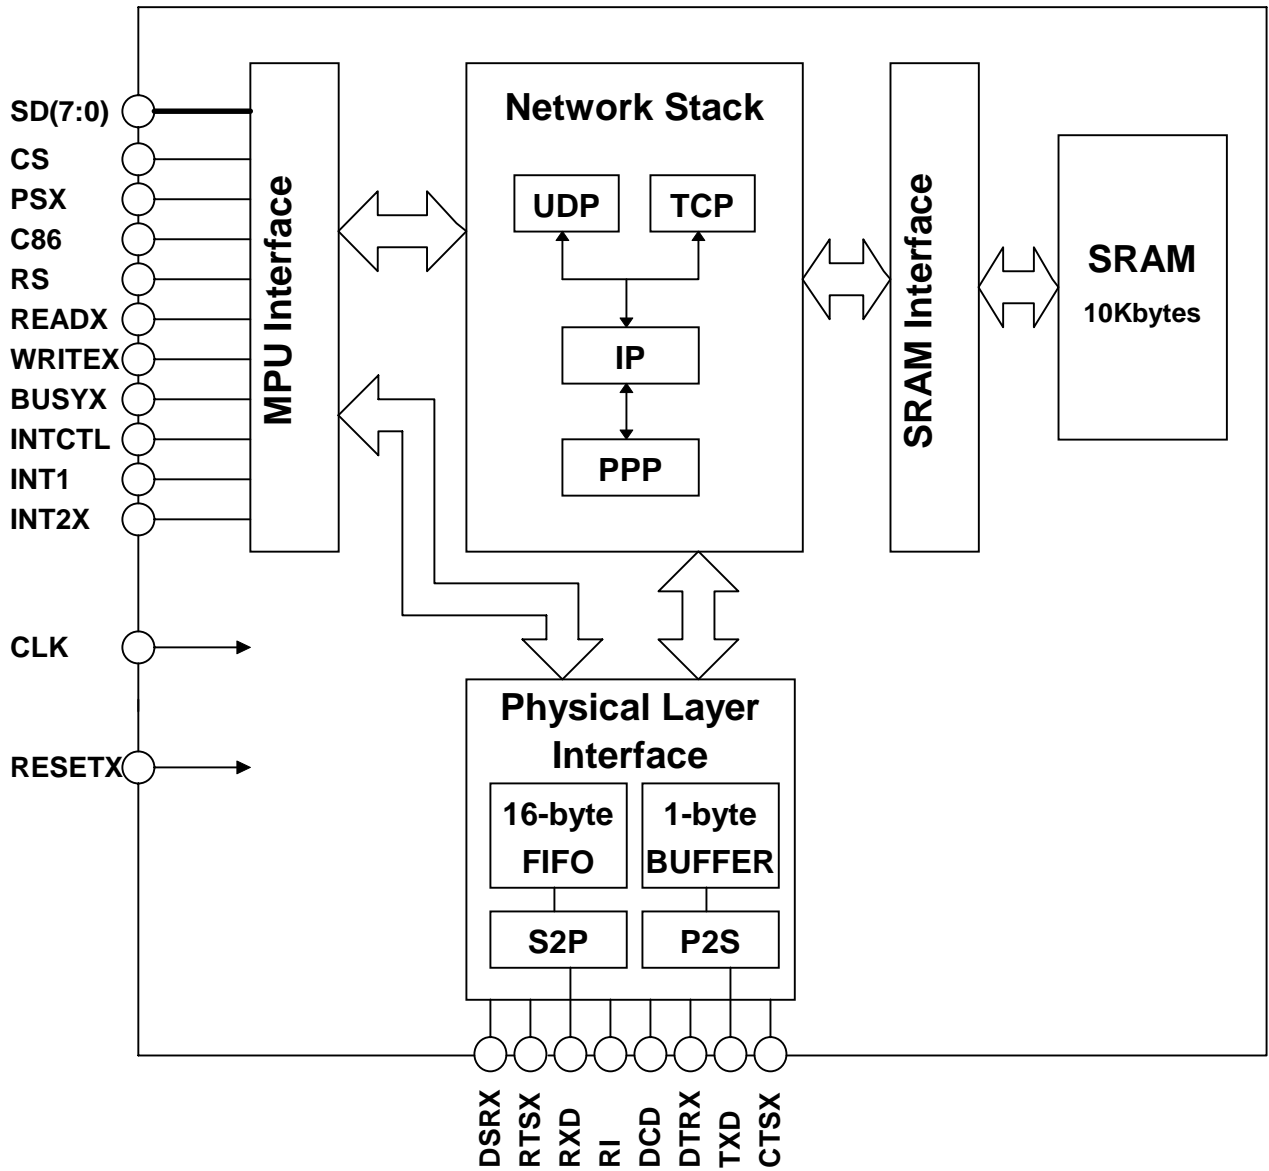 SD(7:0)
CS
PSX
C86
RS
READX
WRITEX
BUSYX
INTCTL
INT1
INT2X
CLK
RESETX
MPU Interface
Network Stack
UDP
TCP
IP
PPP
SRAM Interface
SRAM
10Kbytes
Physical Layer
Interface
16-byte
FIFO
1-byte
BUFFER
S2P
P2S
DSRX
RTSX
RXD
RI
DCD
DTRX
TXD
CTSX